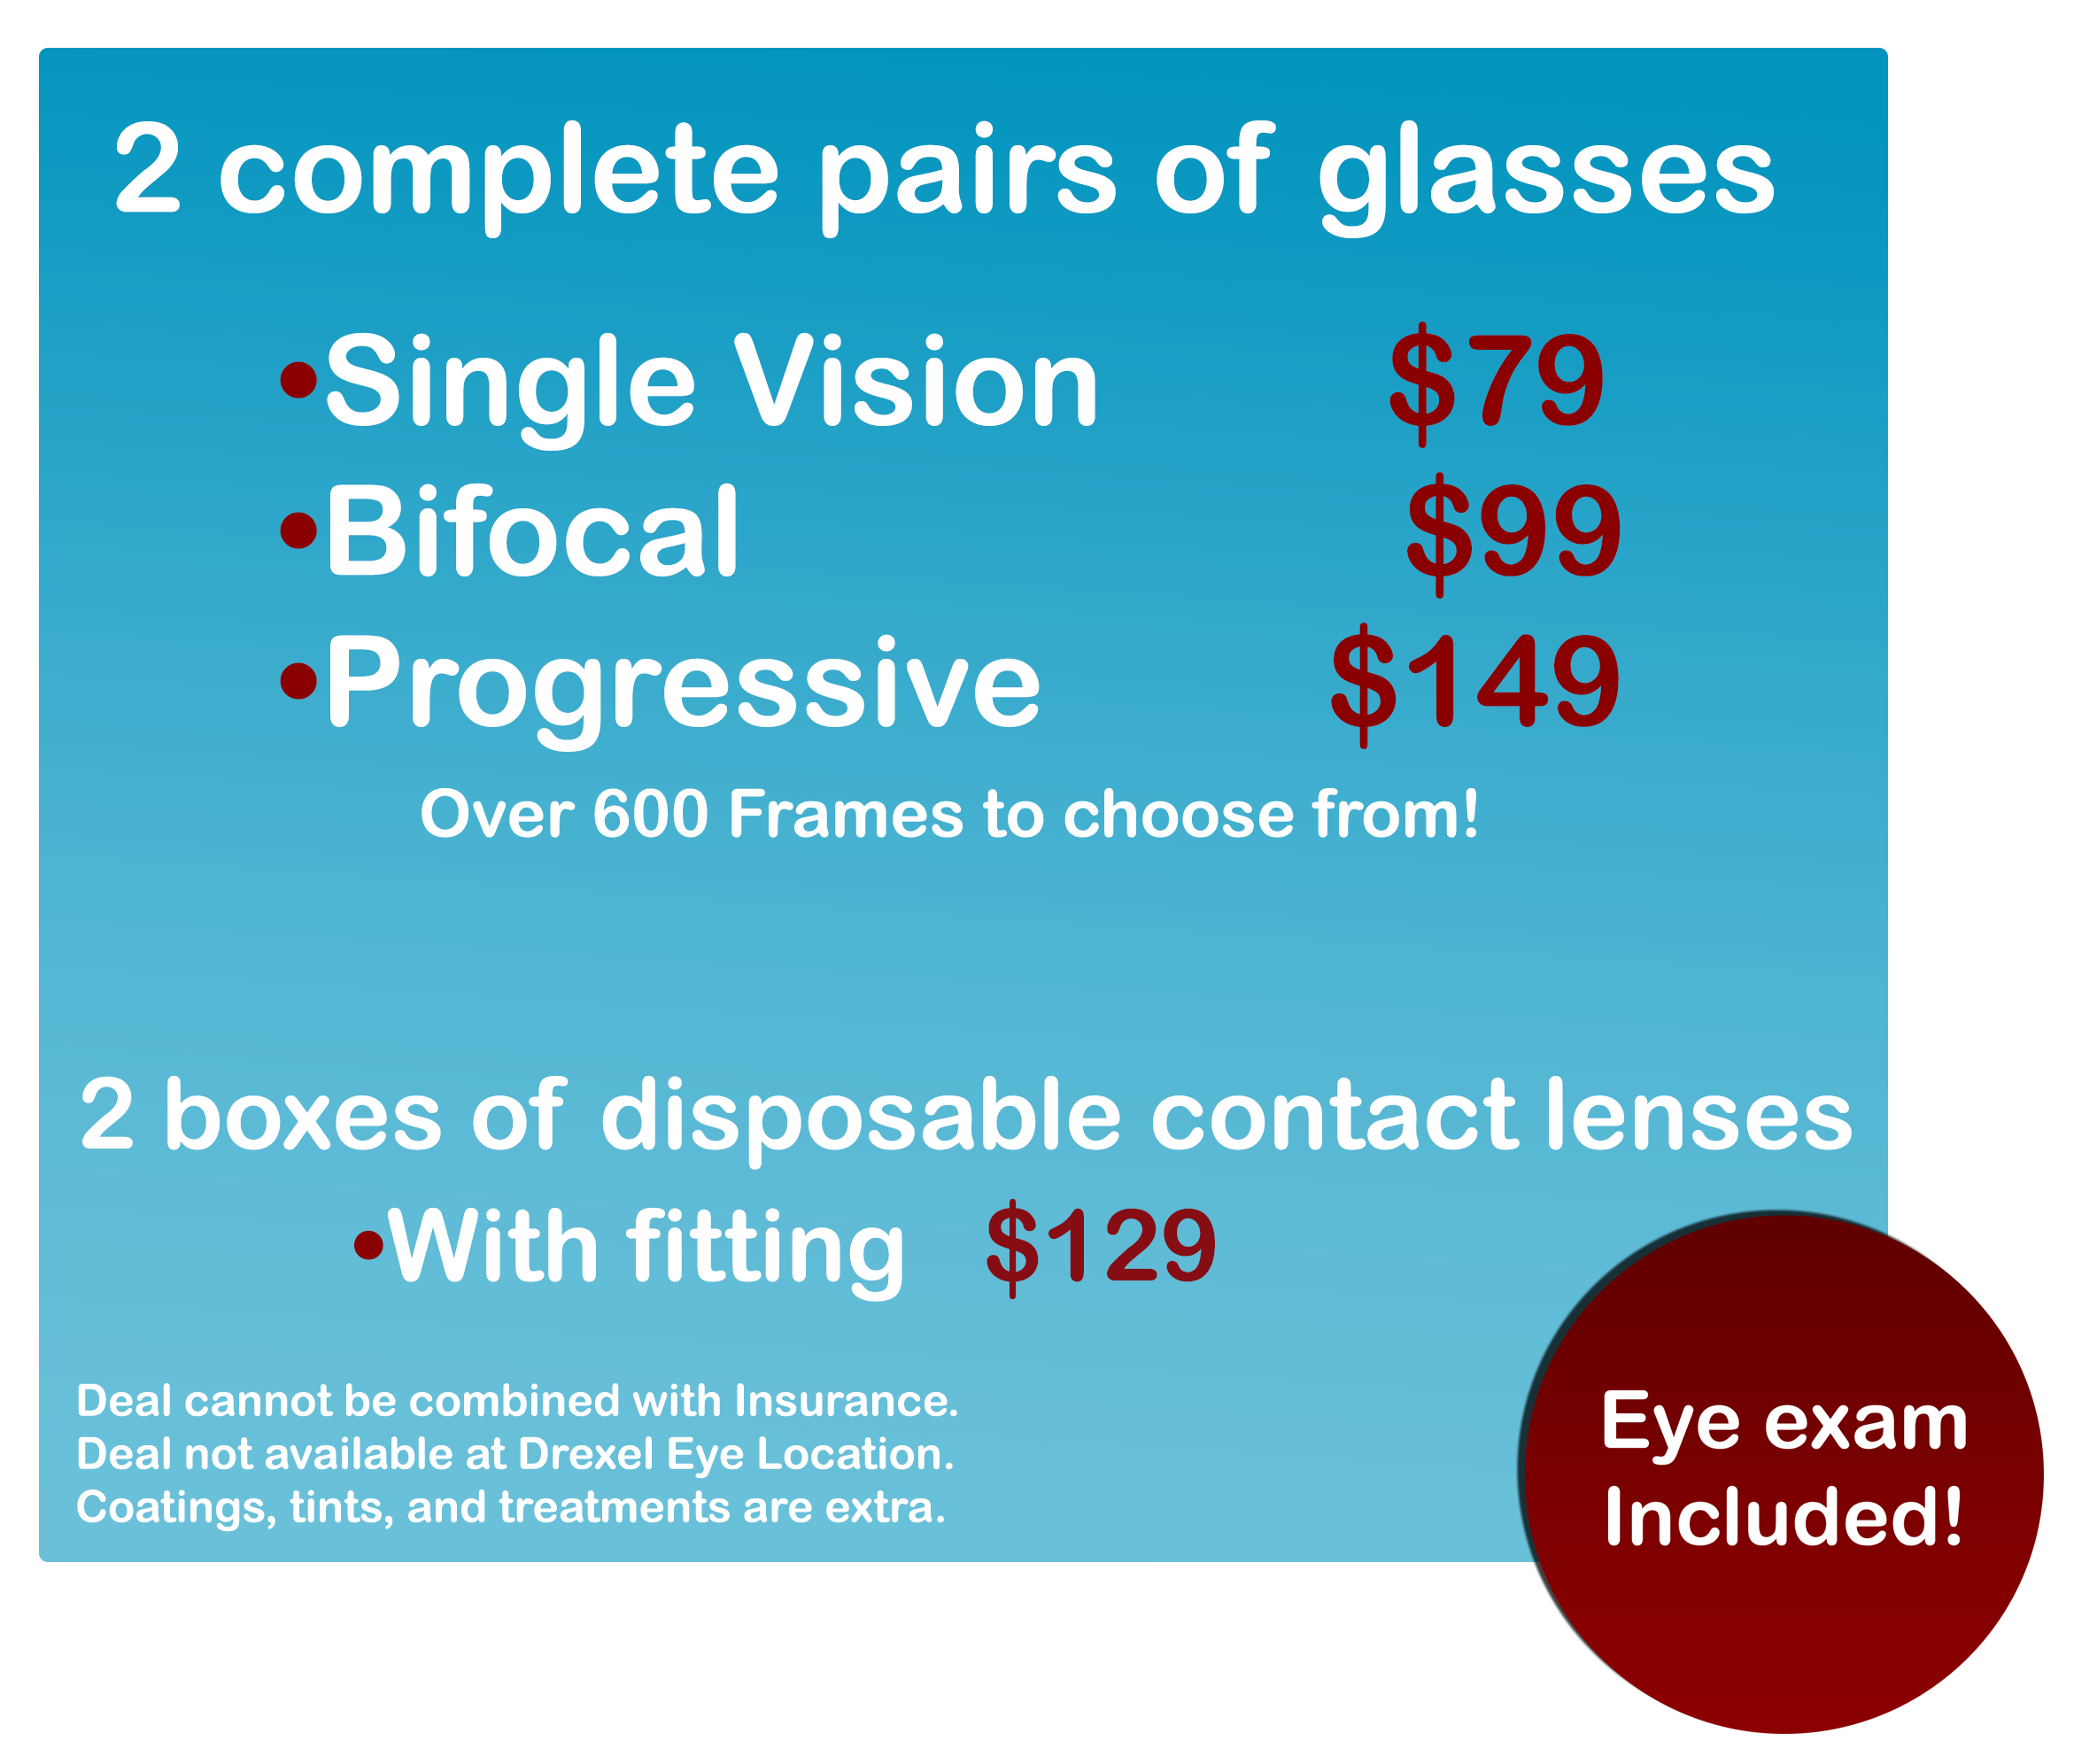 2 complete pairs of glasses
•Single Vision $79
•Bifocal $99
•Progressive $149
Over 600 Frames to choose from!
2 boxes of disposable contact lenses
•With fitting $129
Deal cannot be combined with Insurance.
Deal not available at Drexel Eye Location.
Coatings, tints, and treatments are extra.
Eye exam
Included!